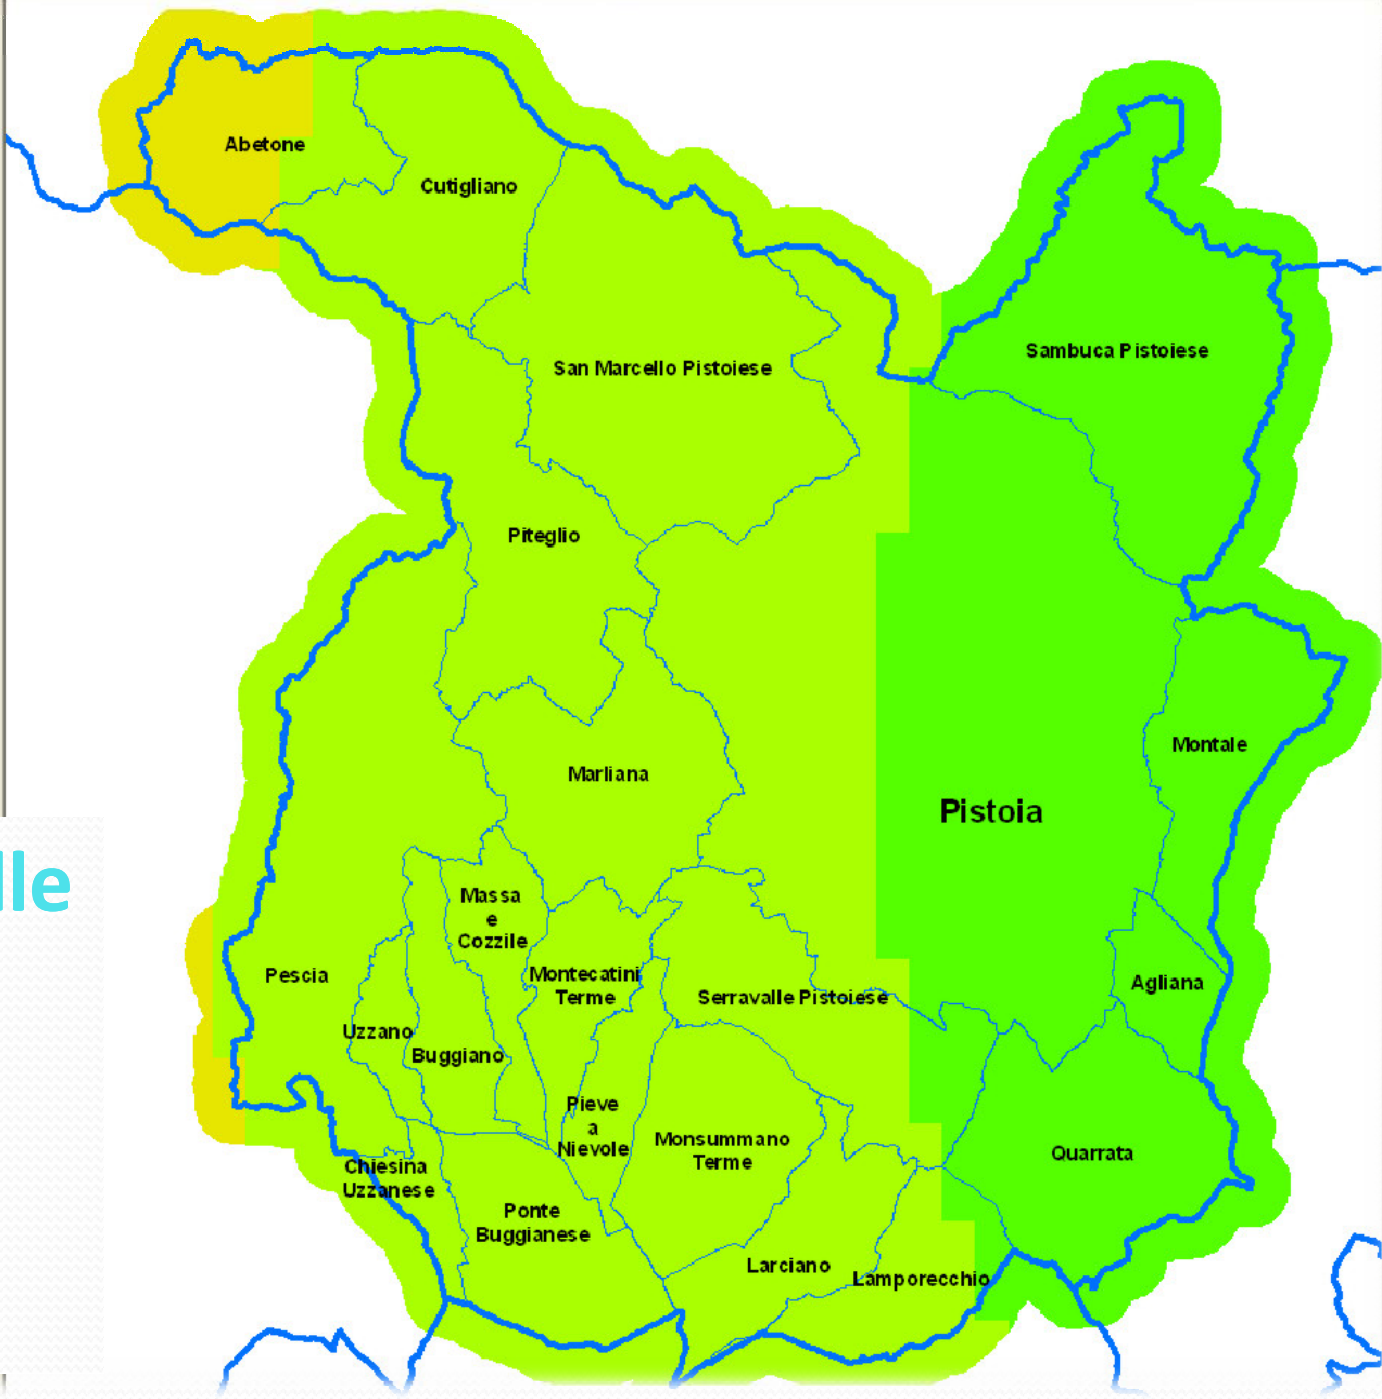 Abetone
Cutigliano
San Marcello Pistoiese
Sambuca Pistoiese
Piteglio
Montale
Marliana
Pistoia
lle
Massa
e
Cozzile
Pescia
Montecatini
Terme
Serravalle Pistoiese
Agliana
Uzzano
Buggiano
Pieve
a
Nievole
Monsummano
Terme
Quarrata
Chiesina
Uzzanese
Ponte
Buggianese
Larciano
Lamporecchio